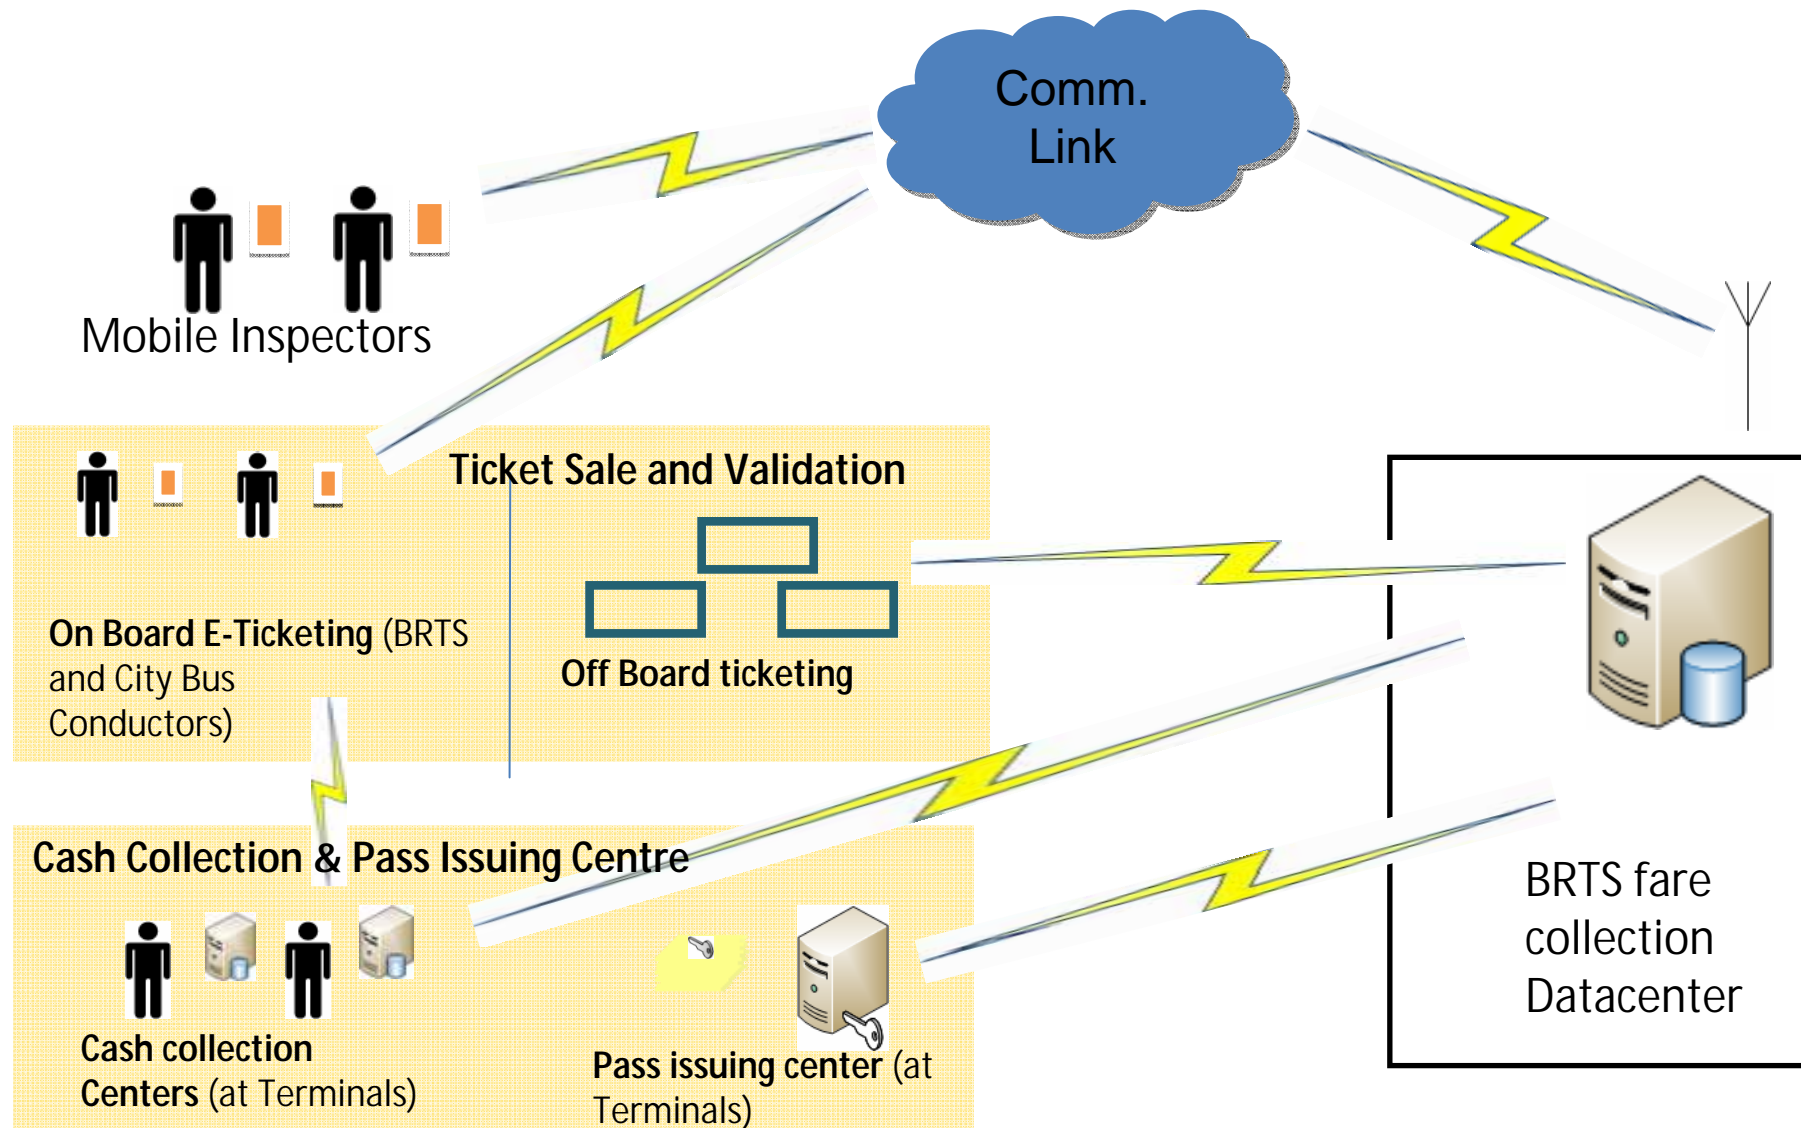 Comm.
Link
Mobile Inspectors
Ticket Sale and Validation
On Board E-Ticketing (BRTS
and City Bus
Conductors)
Off Board ticketing
Cash Collection & Pass Issuing Centre
Cash collection
Centers (at Terminals)
Pass issuing center (at
Terminals)
BRTS fare
collection
Datacenter